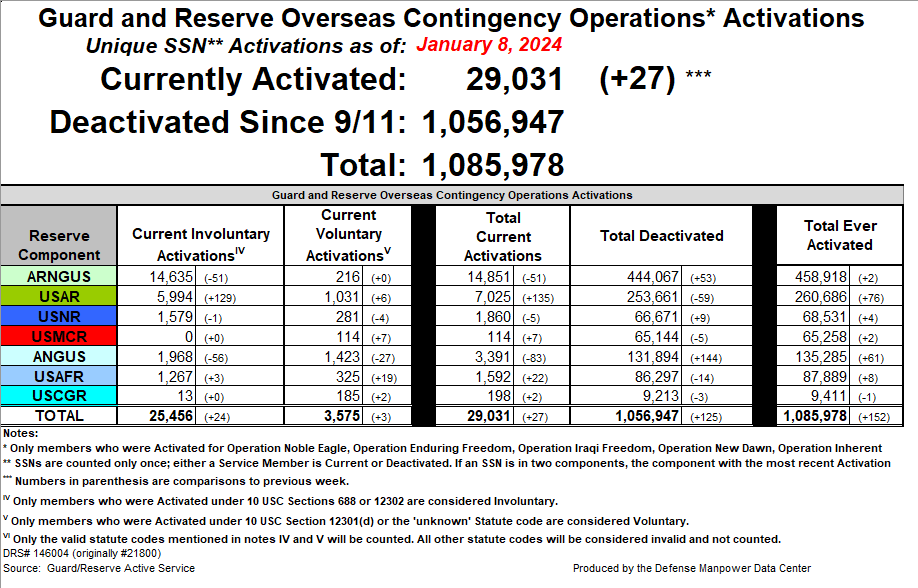 Guard and Reserve Overseas Contingency Operations* Activations
Unique SSN** Activations as of: January 8, 2024
Currently Activated: 29,031 (+27) ***
Deactivated Since 9/11: 1,056,947
Total: 1,085,978
Guard and Reserve Overseas Contingency Operations Activations
Reserve Component Current Involuntary Activations IV Current Voluntary Activations V Total Current Activations Total Deactivated Total Ever Activated
ARNGUS 14,635 (-51) 216 (+0) 14,851 (-51) 444,067 (+53) 458,918 (+2)
USAR 5,994 (+129) 1,031 (+6) 7,025 (+135) 253,661 (-59) 260,686 (+76)
USNR 1,579 (-1) 281 (-4) 1,860 (-5) 66,671 (+9) 68,531 (+4)
USMCR 0 (+0) 114 (+7) 114 (+7) 65,144 (-5) 65,258 (+2)
ANGUS 1,968 (-56) 1,423 (-27) 3,391 (-83) 131,894 (+144) 135,285 (+61)
USAFR 1,267 (+3) 325 (+19) 1,592 (+22) 86,297 (-14) 87,889 (+8)
USCGR 13 (+0) 185 (+2) 198 (+2) 9,213 (-3) 9,411 (-1)
TOTAL 25,456 (+24) 3,575 (+3) 29,031 (+27) 1,056,947 (+125) 1,085,978 (+152)
Notes:
* Only members who were Activated for Operation Noble Eagle, Operation Enduring Freedom, Operation Iraqi Freedom, Operation New Dawn, Operation Inherent
** SSNs are counted only once; either a Service Member is Current or Deactivated. If an SSN is in two components, the component with the most recent Activation
*** Numbers in parenthesis are comparisons to previous week.
IV Only members who were Activated under 10 USC Sections 688 or 12302 are considered Involuntary.
V Only members who were Activated under 10 USC Section 12301(d) or the 'unknown' Statute code are considered Voluntary.
VI Only the valid statute codes mentioned in notes IV and V will be counted. All other statute codes will be considered invalid and not counted.
DRS# 146004 (originally #21800)
Source: Guard/Reserve Active Service Produced by the Defense Manpower Data Center